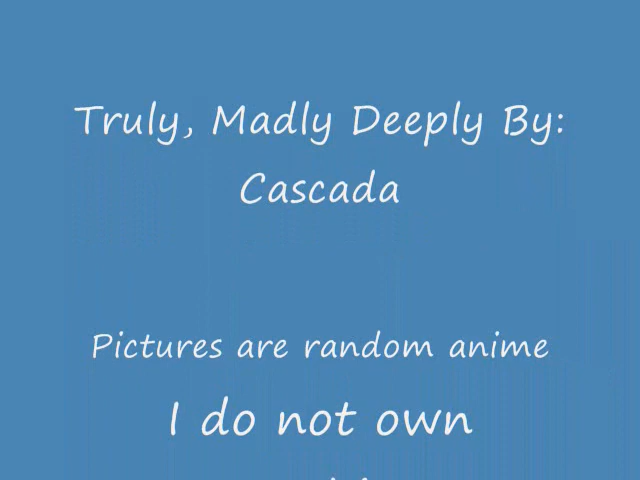 Truly, Madly Deeply By:
Cascada
Pictures are random anime
I do not own